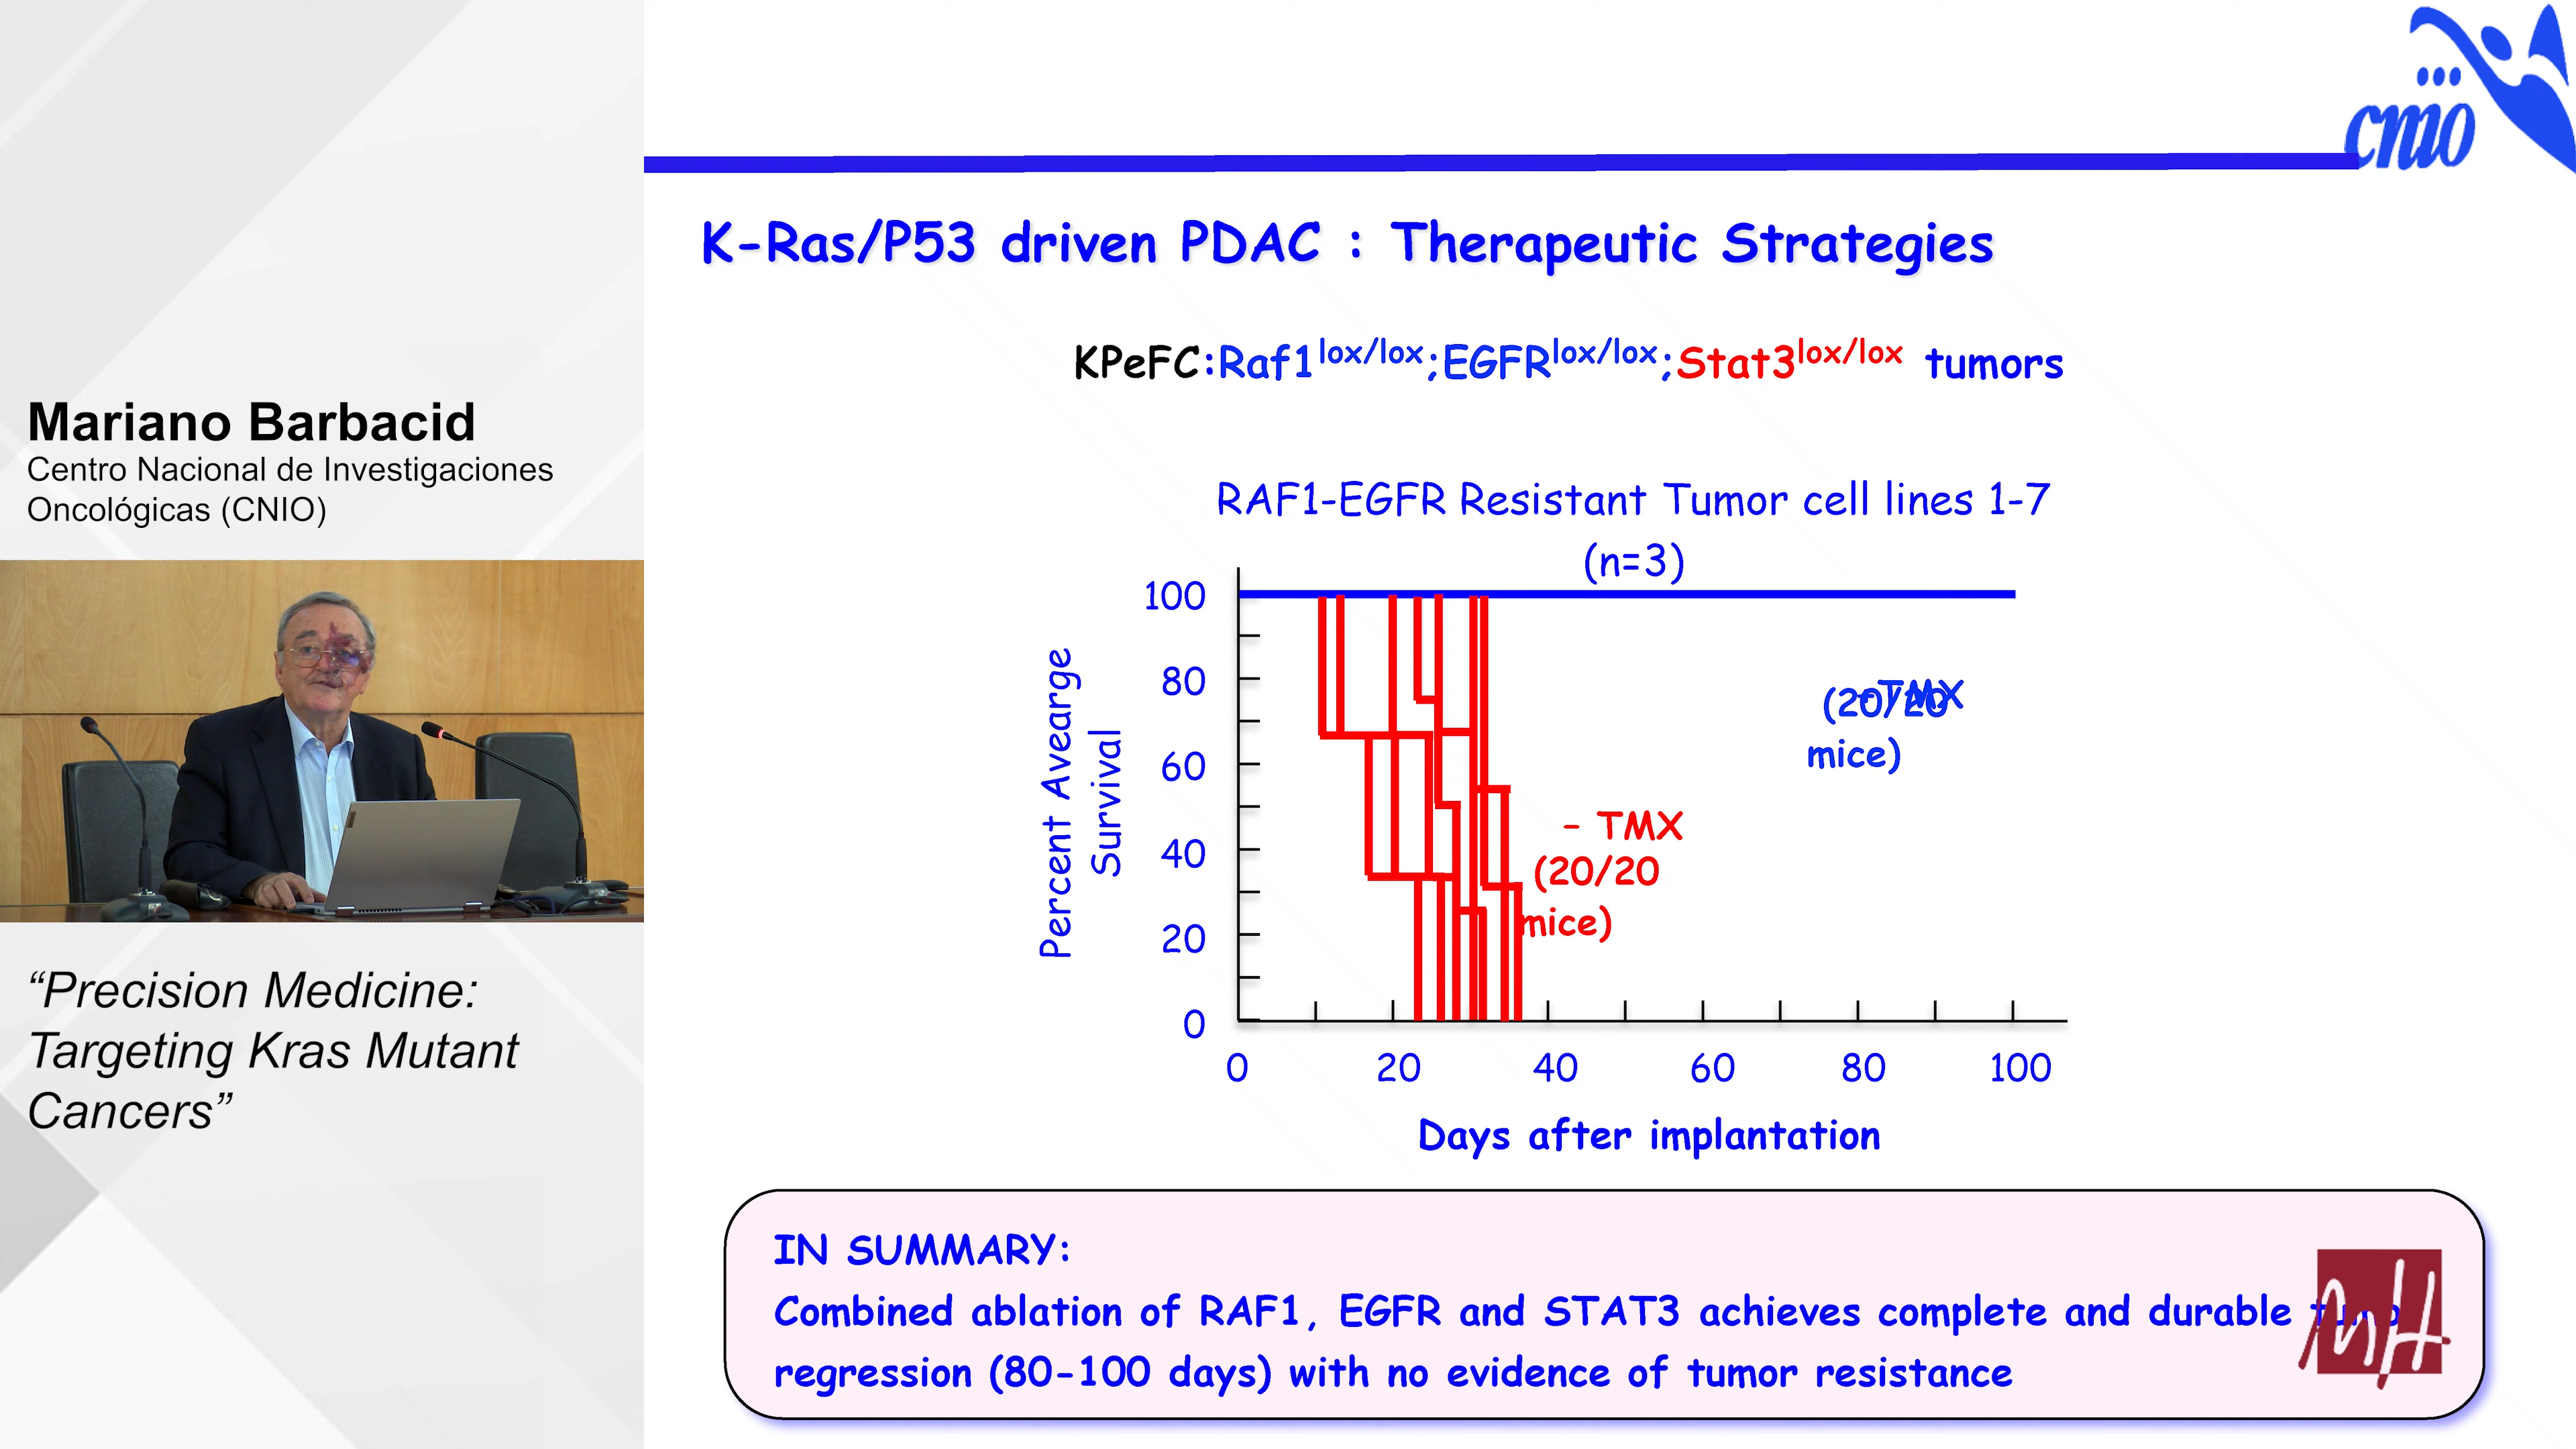 Mariano Barbacid
Centro Nacional de Investigaciones
Oncológicas (CNIO)
“Precision Medicine:
Targeting Kras Mutant
Cancers”
cnio
K-Ras/P53 driven PDAC : Therapeutic Strategies
KPeFC:Raf1lox/lox;EGFRlox/lox;Stat3lox/lox tumors
RAF1-EGFR Resistant Tumor cell lines 1-7
(n=3)
Percent Avearge
Survival
100
80
60
40
20
0
TMX
(20/20
mice)
- TMX
(20/20
mice)
0 20 40 60 80 100
Days after implantation
IN SUMMARY:
Combined ablation of RAF1, EGFR and STAT3 achieves complete and durable
regression (80-100 days) with no evidence of tumor resistance